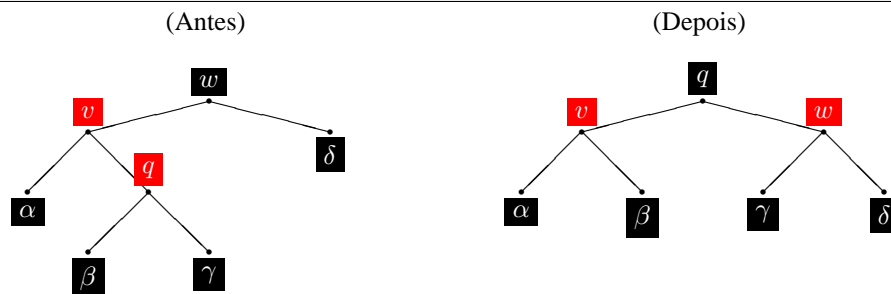 (Antes) (Depois)
w q
v v w
q δ
α α β γ δ
β γ